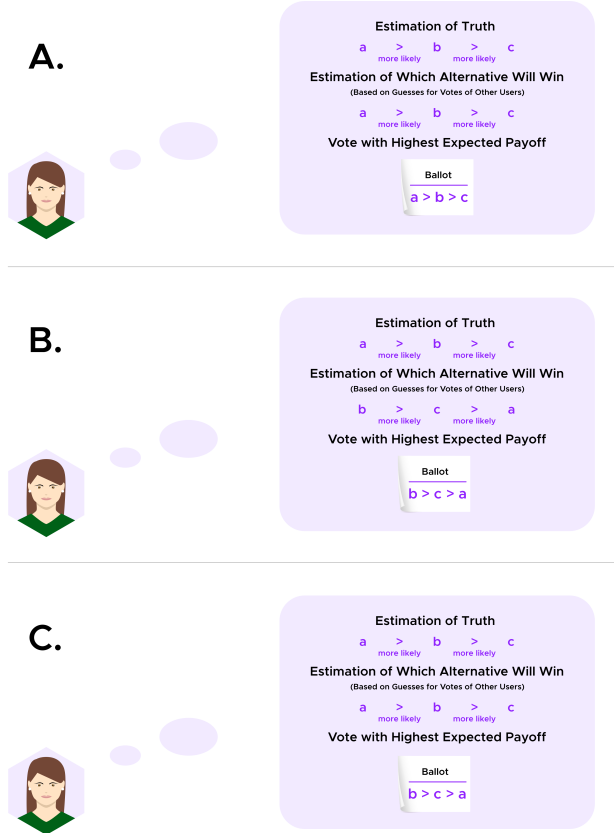 A.
Estimation of Truth
a > b > c
more likely more likely
Estimation of Which Alternative Will Win
(Based on Guesses for Votes of Other Users)
a > b > c
more likely more likely
Vote with Highest Expected Payoff
Ballot
a > b > c
B.
Estimation of Truth
a > b > c
more likely more likely
Estimation of Which Alternative Will Win
(Based on Guesses for Votes of Other Users)
b > c > a
more likely more likely
Vote with Highest Expected Payoff
Ballot
b > c > a
C.
Estimation of Truth
a > b > c
more likely more likely
Estimation of Which Alternative Will Win
(Based on Guesses for Votes of Other Users)
a > b > c
more likely more likely
Vote with Highest Expected Payoff
Ballot
b > c > a